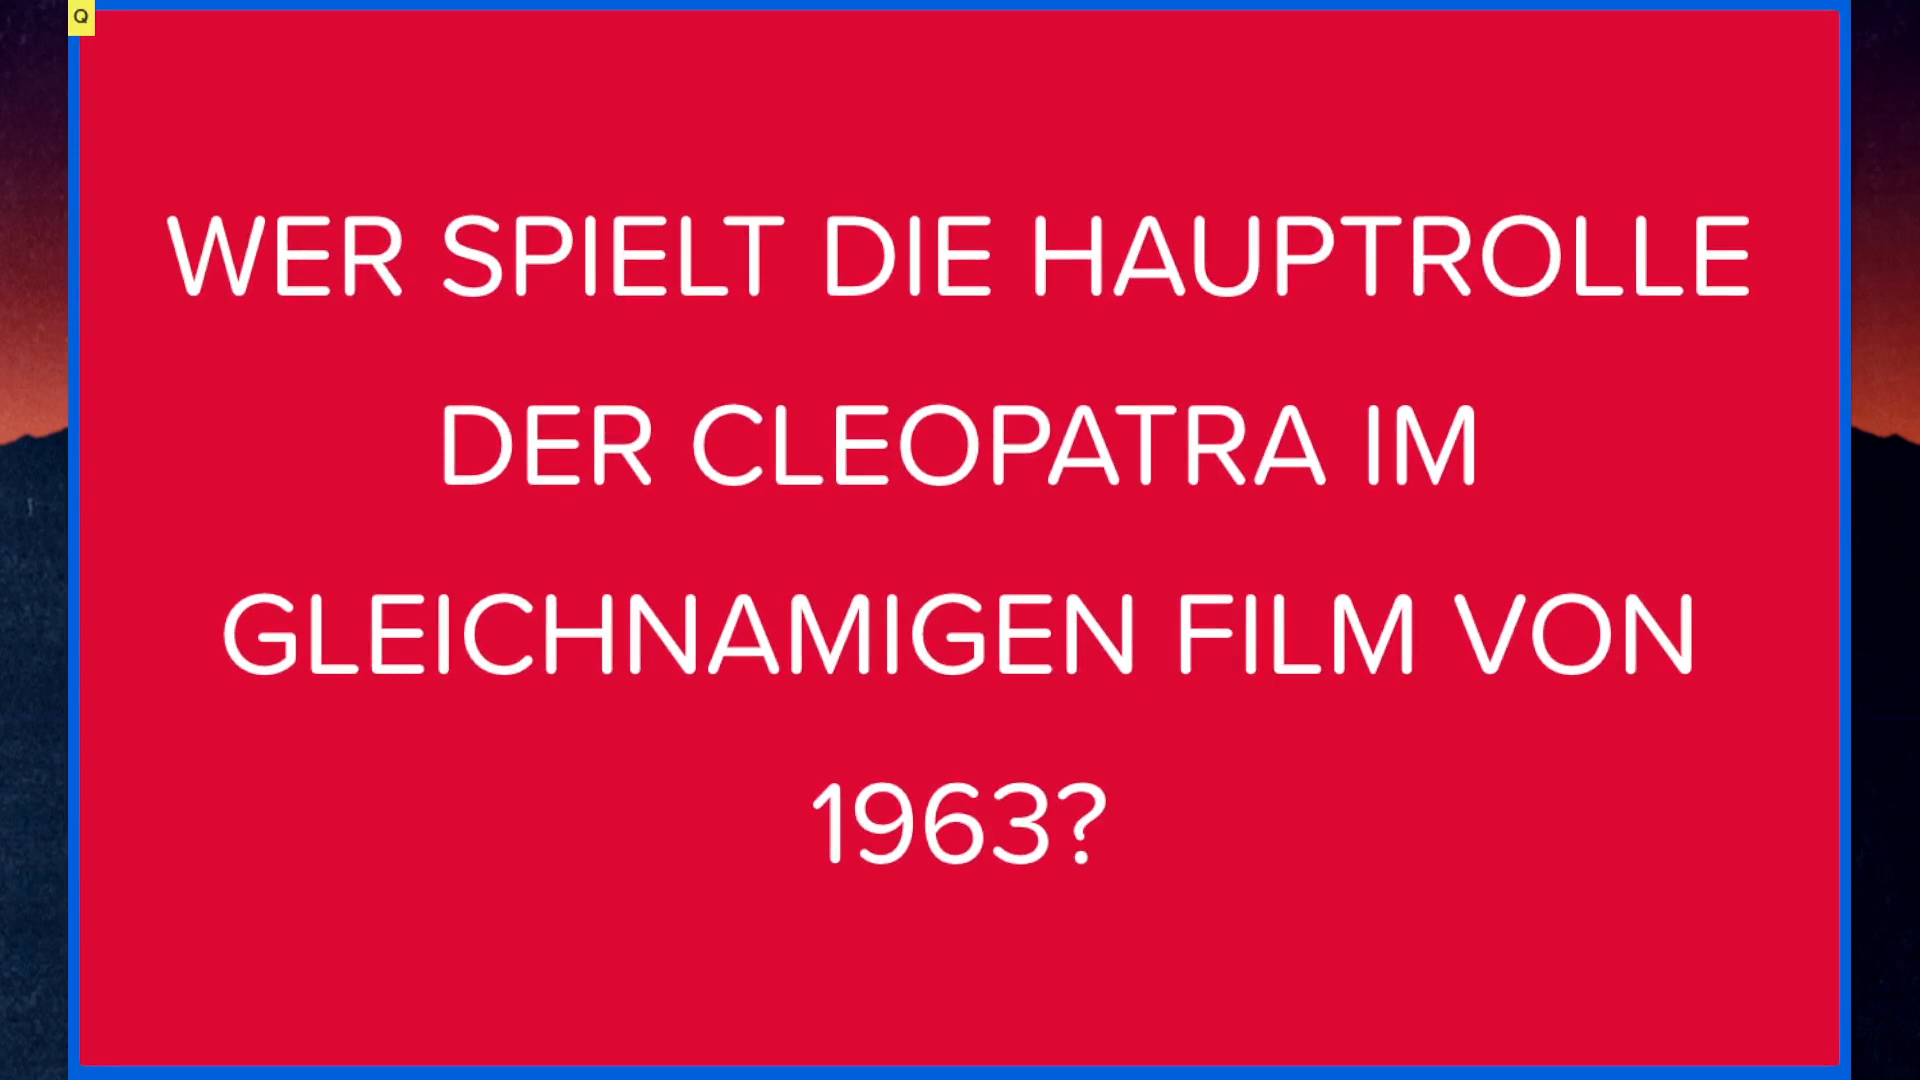 Q
WER SPIELT DIE HAUPTROLLE
DER CLEOPATRA IM
GLEICHNAMIGEN FILM VON
1963?